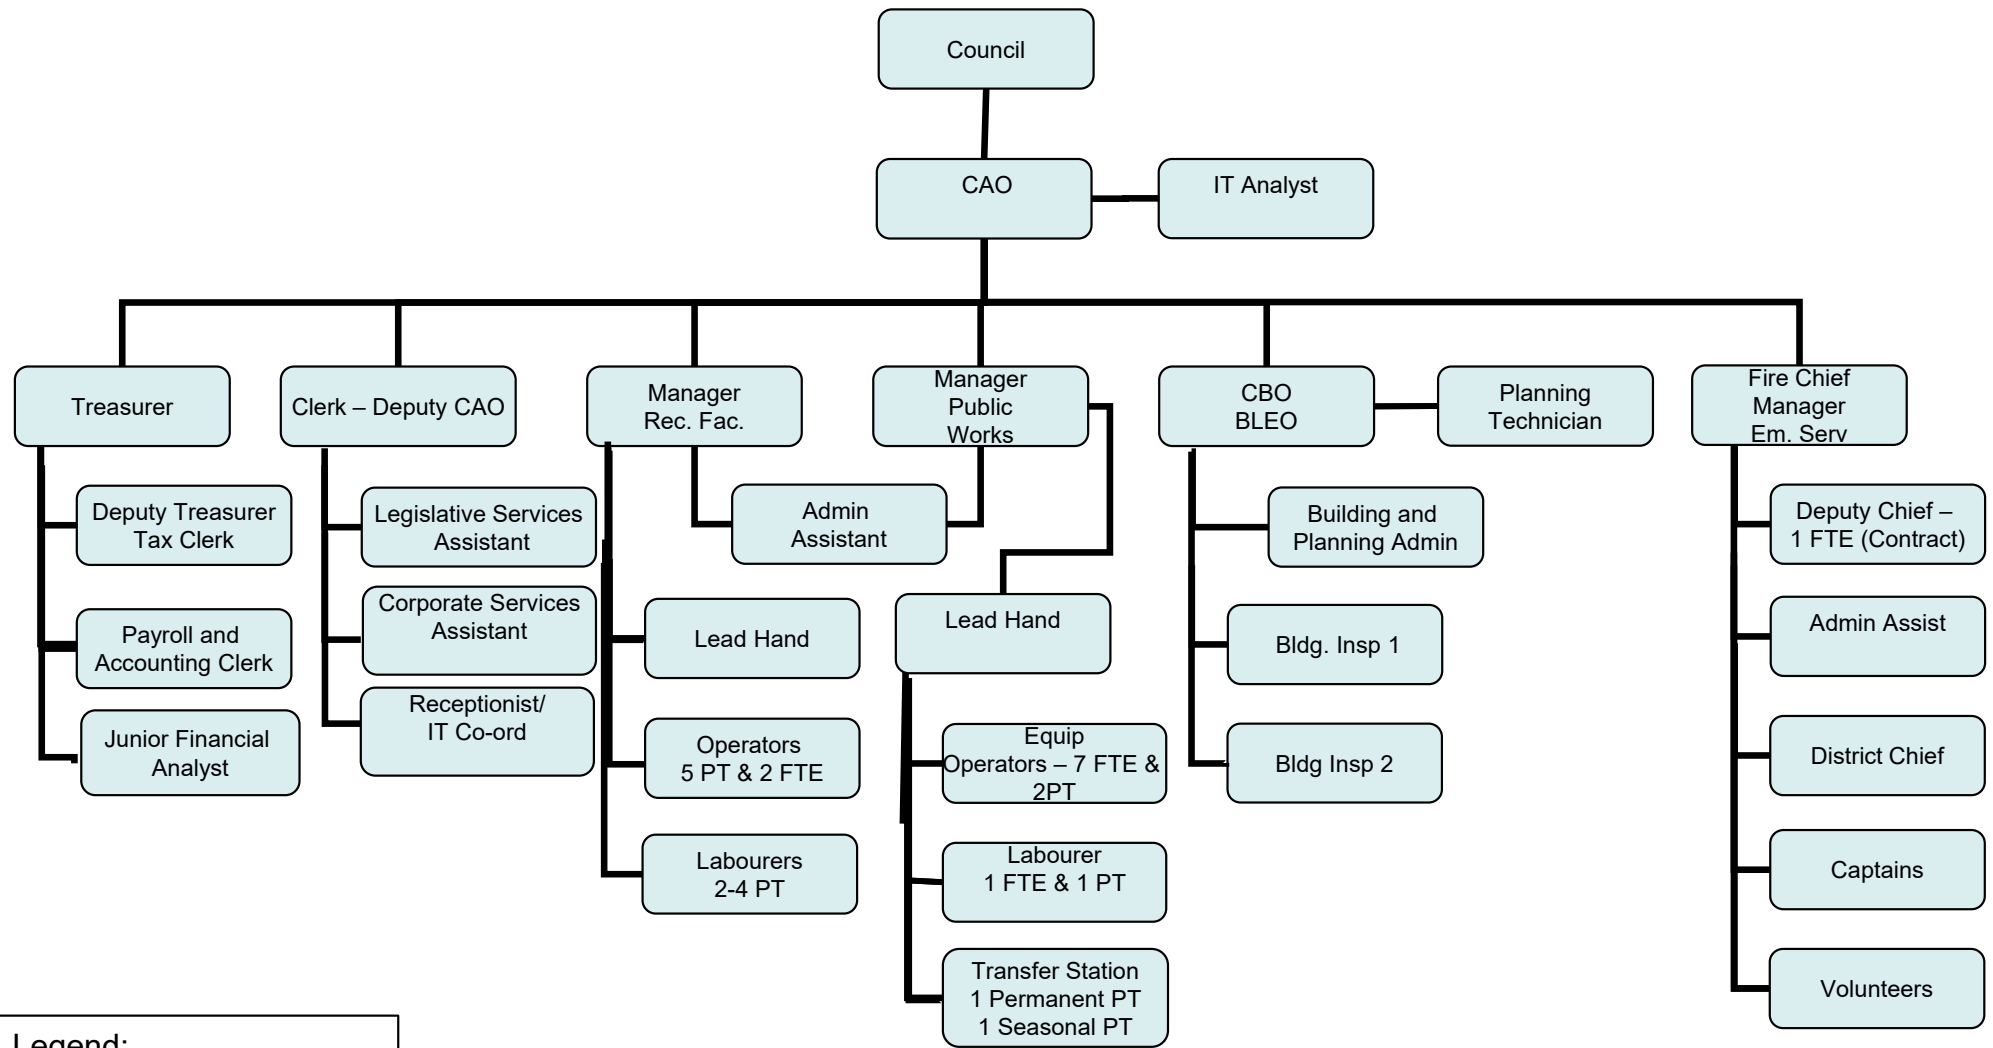 Council
CAO
IT Analyst
Treasurer
Clerk – Deputy CAO
Manager
Rec. Fac.
Manager
Public
Works
CBO
BLEO
Planning
Technician
Fire Chief
Manager
Em. Serv
Deputy Treasurer
Tax Clerk
Payroll and
Accounting Clerk
Junior Financial
Analyst
Legislative Services
Assistant
Corporate Services
Assistant
Receptionist/
IT Co-ord
Admin
Assistant
Lead Hand
Operators
5 PT & 2 FTE
Labourers
2-4 PT
Lead Hand
Equip
Operators – 7 FTE &
2PT
Labourer
1 FTE & 1 PT
Transfer Station
1 Permanent PT
1 Seasonal PT
Building and
Planning Admin
Bldg. Insp 1
Bldg Insp 2
Deputy Chief –
1 FTE (Contract)
Admin Assist
District Chief
Captains
Volunteers
Legend: